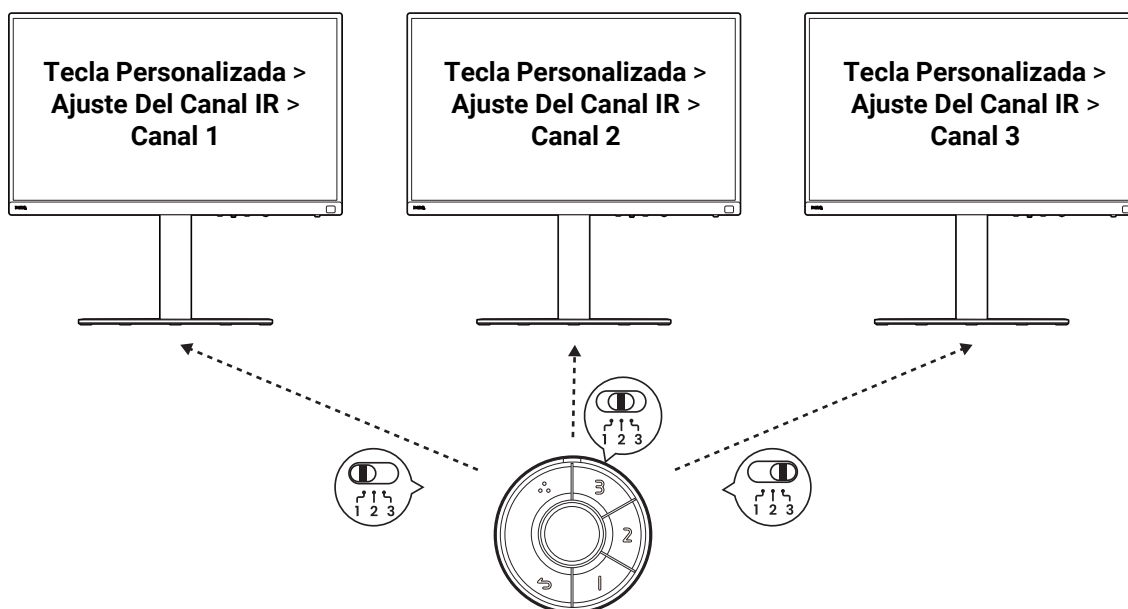 Tecla Personalizada >
Ajuste Del Canal IR >
Canal 1
Tecla Personalizada >
Ajuste Del Canal IR >
Canal 2
Tecla Personalizada >
Ajuste Del Canal IR >
Canal 3
1 2 3
1 2 3
1 2 3
3
2
1